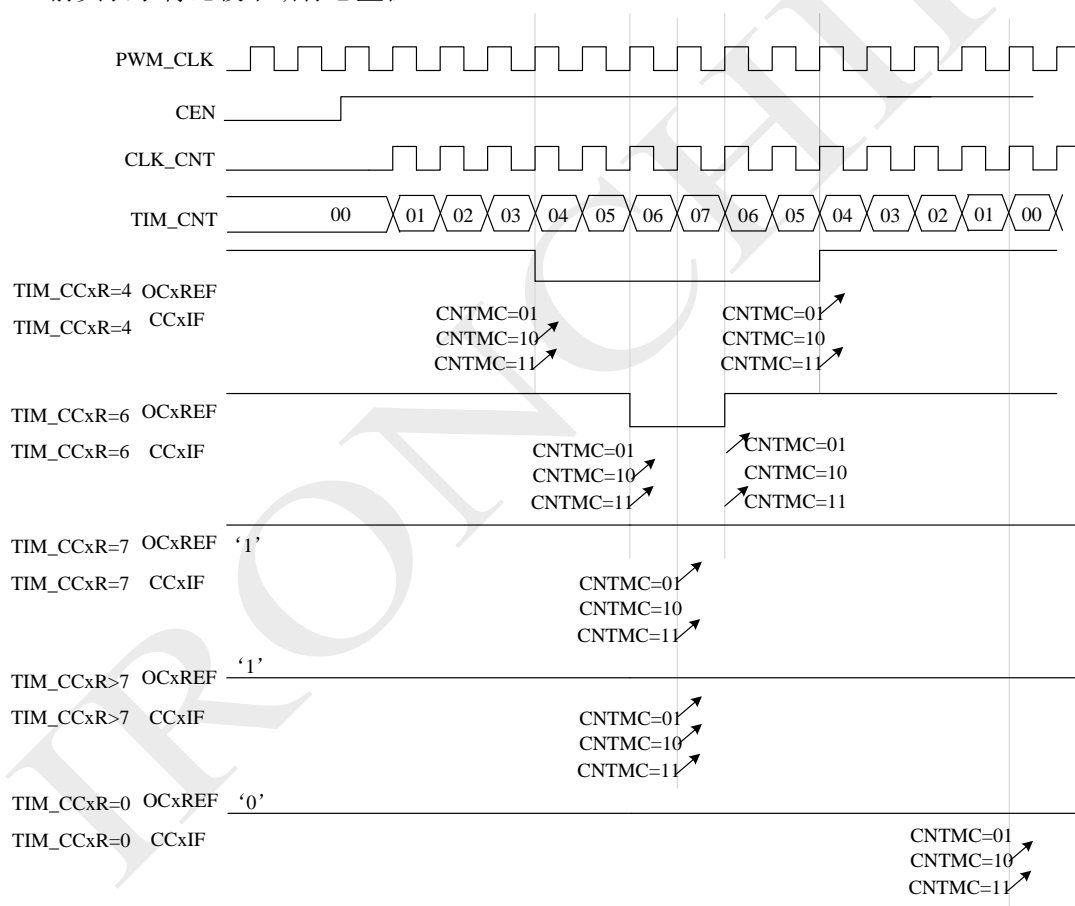 PWM_CLK
CEN
CLK_CNT
TIM_CNT 00 01 02 03 04 05 06 07 06 05 04 03 02 01 00
TIM_CCxR=4 OCxREF
TIM_CCxR=4 CCxIF
CNTMC=01 CNTMC=01
CNTMC=10 CNTMC=10
CNTMC=11 CNTMC=11
TIM_CCxR=6 OCxREF
TIM_CCxR=6 CCxIF
CNTMC=01 CNTMC=01
CNTMC=10 CNTMC=10
CNTMC=11 CNTMC=11
TIM_CCxR=7 OCxREF ‘1’
TIM_CCxR=7 CCxIF
CNTMC=01
CNTMC=10
CNTMC=11
TIM_CCxR>7 OCxREF ‘1’
TIM_CCxR>7 CCxIF
CNTMC=01
CNTMC=10
CNTMC=11
TIM_CCxR=0 OCxREF ‘0’
TIM_CCxR=0 CCxIF
CNTMC=01
CNTMC=10
CNTMC=11
IRONCHI